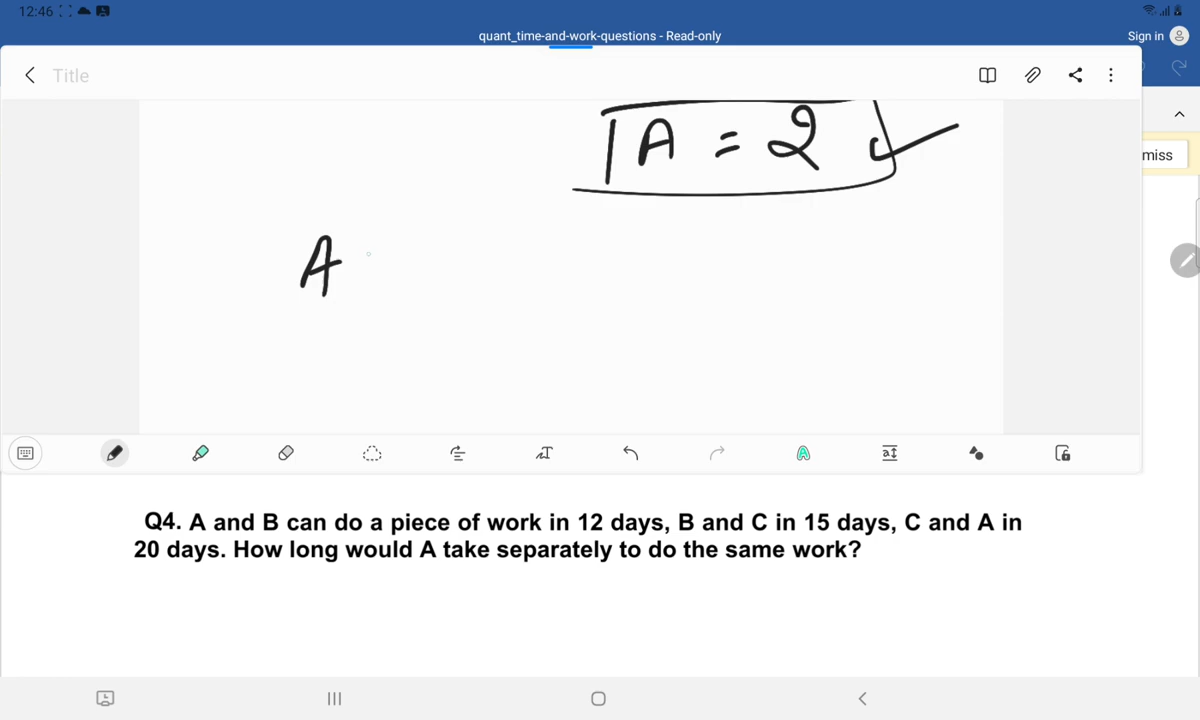 12:46
quant_time-and-work-questions - Read-only
Sign in
Title
A = 2
miss
A
Q4. A and B can do a piece of work in 12 days, B and C in 15 days, C and A in
20 days. How long would A take separately to do the same work?